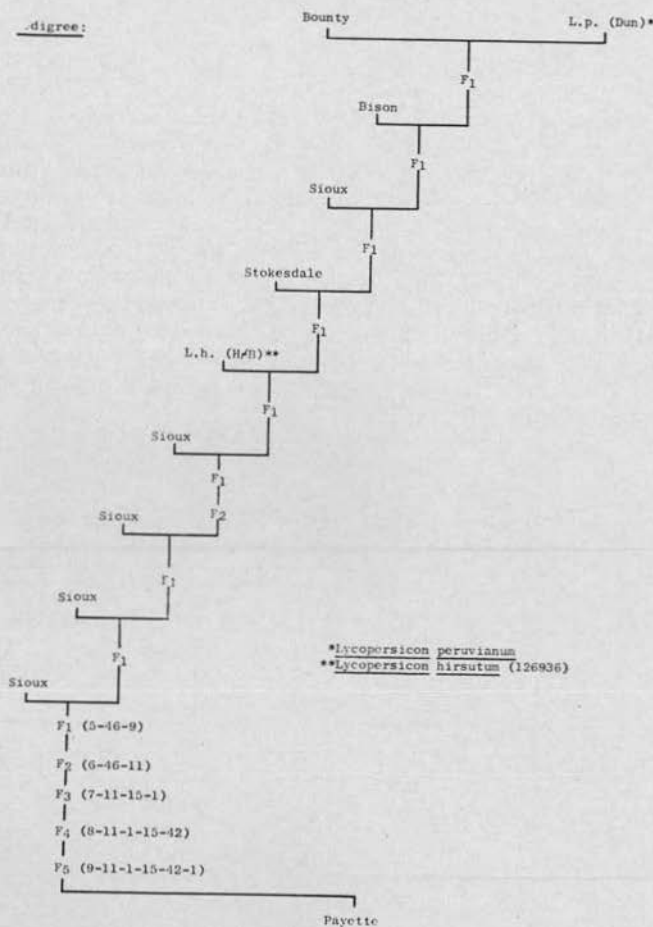 .digree:
Bounty L.p. (Dun)*
F1
Bison
F1
Sioux
F1
Stokesdale
F1
L.h. (H/B)**
F1
Sioux
F1
F2
Sioux
F1
Sioux
F1
*Lycopersicon peruvianum
**Lycopersicon hirsutum (126936)
Sioux
F1 (5-46-9)
F2 (6-46-11)
F3 (7-11-15-1)
F4 (8-11-1-15-42)
F5 (9-11-1-15-42-1)
Payette